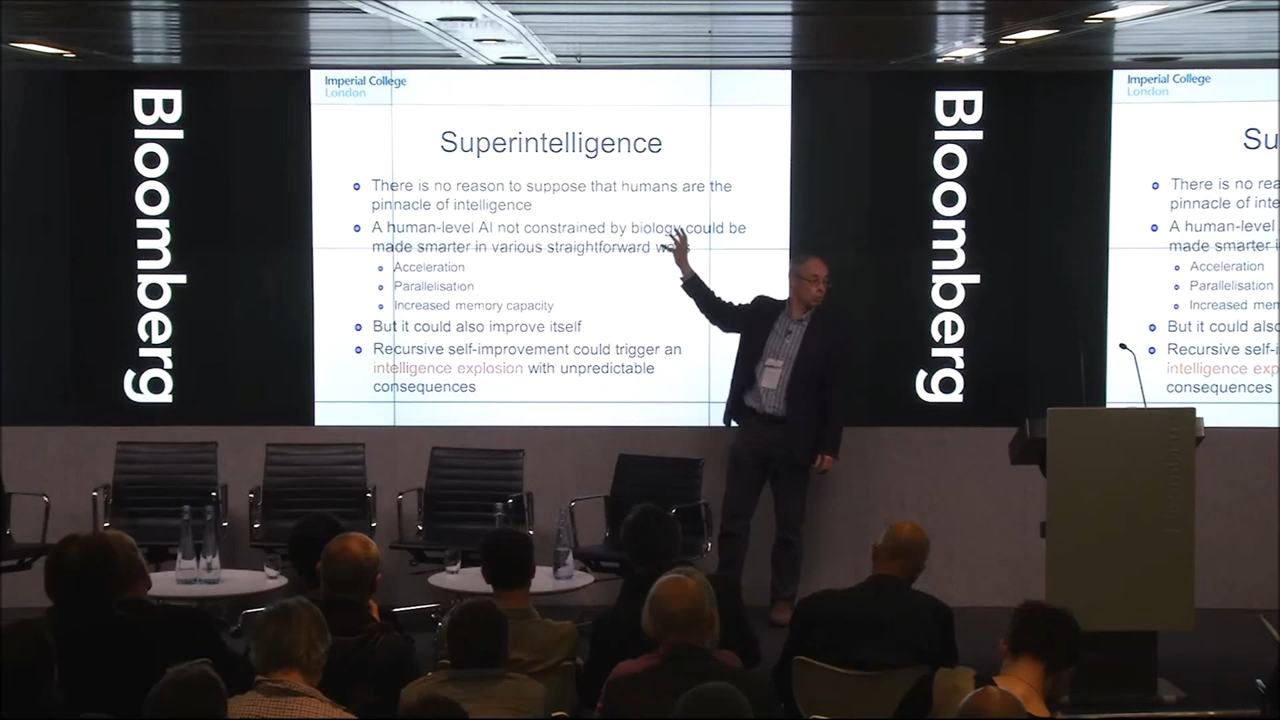 Bloomberg
Imperial College
London
Superintelligence
There is no reason to suppose that humans are the
pinnacle of intelligence
A human-level AI not constrained by biology could be
made smarter in various straightforward
Acceleration
Parallelisation
Increased memory capacity
But it could also improve itself
Recursive self-improvement could trigger an
intelligence explosion with unpredictable
consequences
Bloomberg
Imperial College
London
Su
There is no rea
pinnacle of inte
A human-level
made smarter i
Acceleration
Parallelisation
Increased mem
But it could als
Recursive self-i
intelligence exp
consequences